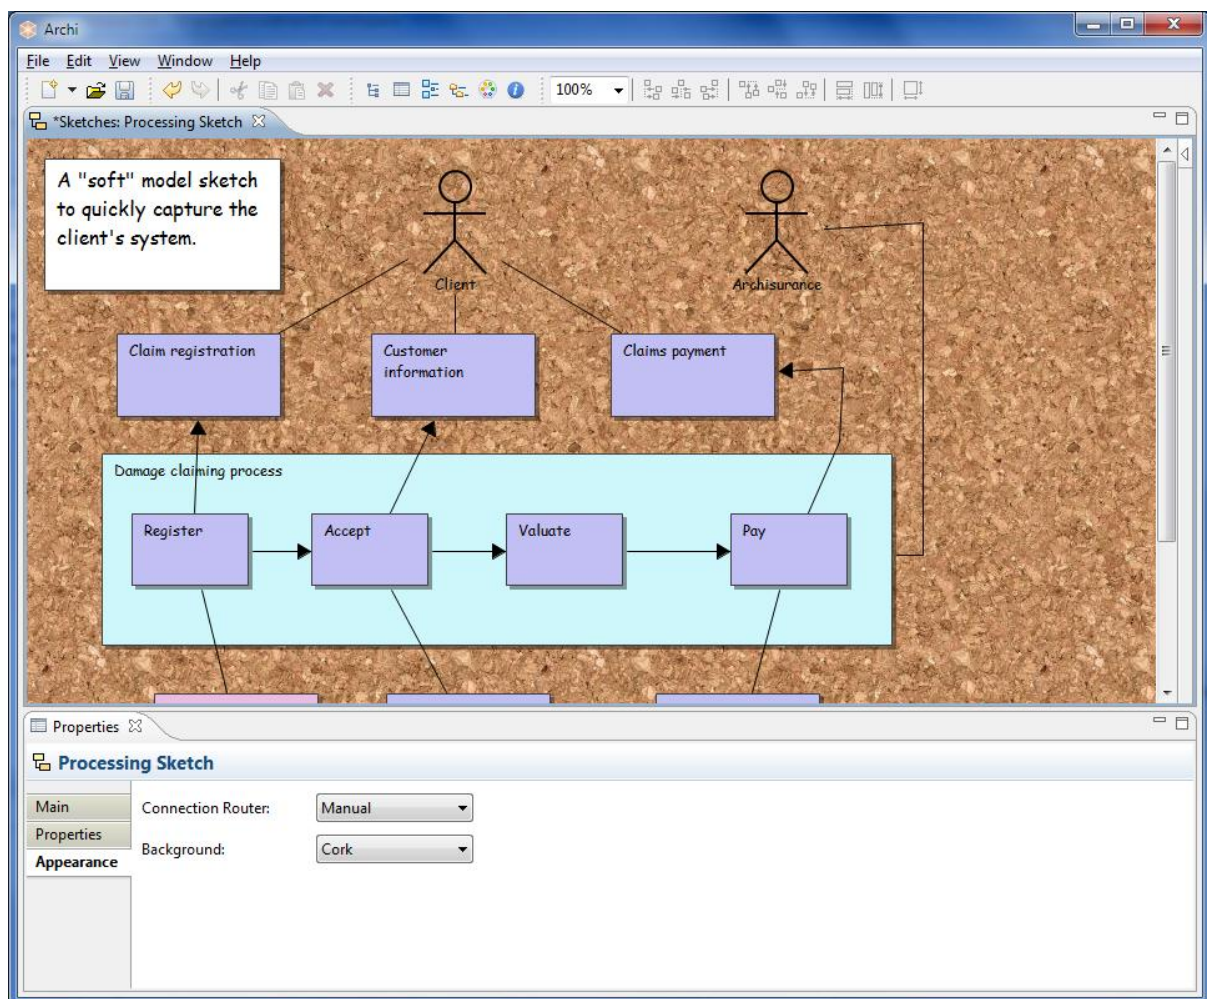 Archi
File Edit View Window Help
100%
*Sketches: Processing Sketch
A "soft" model sketch
to quickly capture the
client's system.
Client
Archisurance
Claim registration
Customer
information
Claims payment
Damage claiming process
Register
Accept
Valuate
Pay
Properties
Processing Sketch
Main
Connection Router:
Manual
Properties
Background:
Cork
Appearance